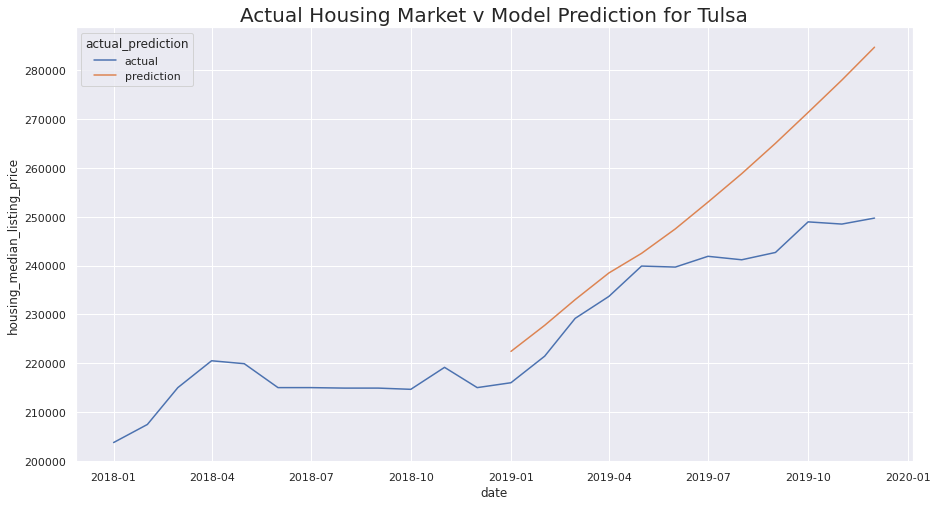 Actual Housing Market v Model Prediction for Tulsa
actual_prediction
actual
prediction
280000
270000
260000
250000
240000
230000
220000
210000
200000
housing_median_listing_price
2018-01 2018-04 2018-07 2018-10 2019-01 2019-04 2019-07 2019-10 2020-01
date